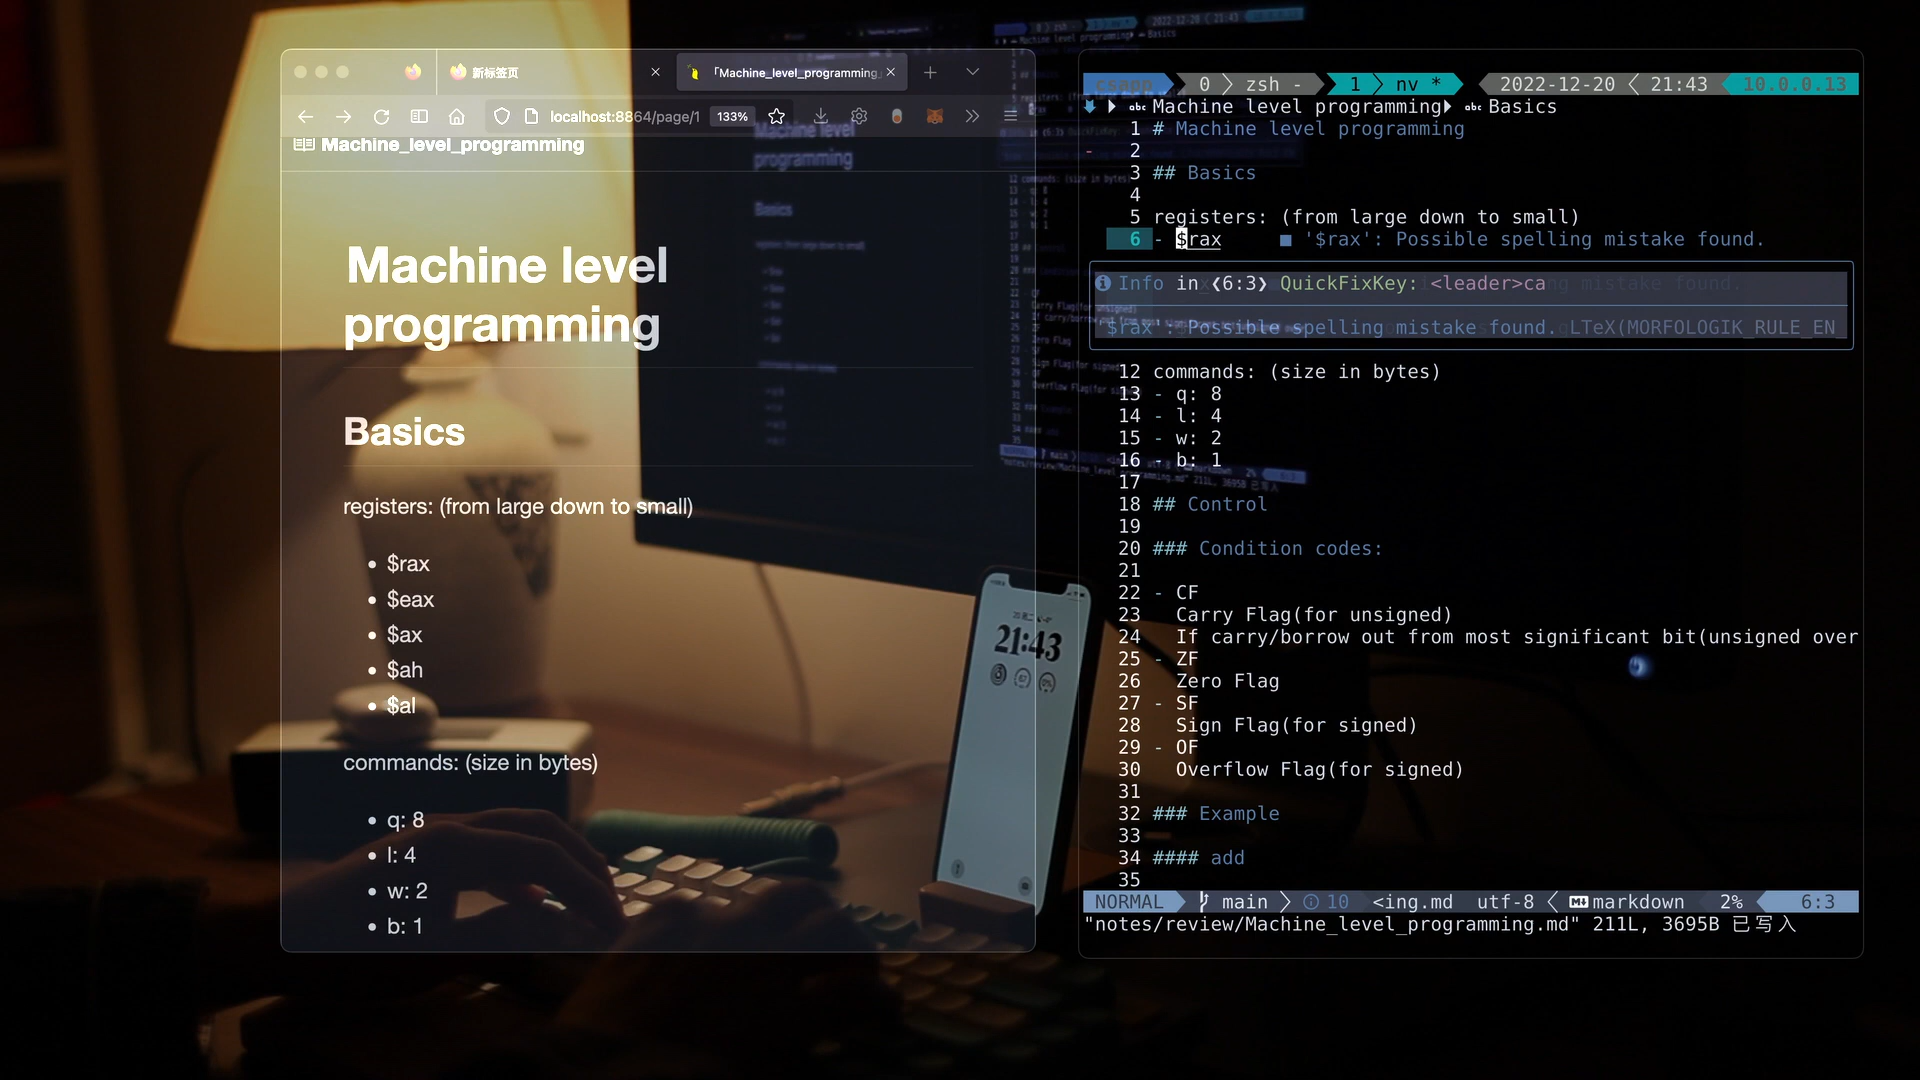 新标签页
「Machine_level_programming.
localhost:8864/page/1
133%
Machine_level_programming
Machine level
programming
Basics
registers: (from large down to small)
• $rax
• $eax
• $ax
• $ah
• $al
commands: (size in bytes)
• q: 8
• l: 4
• w: 2
• b: 1
21:43
csapp 0 zsh - 1 nv * 2022-12-20 21:43 10.0.0.13
abc Machine level programming abc Basics
1 # Machine level programming
2
3 ## Basics
4
5 registers: (from large down to small)
6 - $rax ■ '$rax': Possible spelling mistake found.
Info in ❮6:3❯ QuickFixKey: <leader>ca
'$rax': Possible spelling mistake found. LTeX(MORFOLOGIK_RULE_EN_
12 commands: (size in bytes)
13 - q: 8
14 - l: 4
15 - w: 2
16 - b: 1
17
18 ## Control
19
20 ### Condition codes:
21
22 - CF
23 Carry Flag(for unsigned)
24 If carry/borrow out from most significant bit(unsigned over
25 - ZF
26 Zero Flag
27 - SF
28 Sign Flag(for signed)
29 - OF
30 Overflow Flag(for signed)
31
32 ### Example
33
34 #### add
35
NORMAL main 10 <ing.md utf-8 markdown 2% 6:3
"notes/review/Machine_level_programming.md" 211L, 3695B 已写入